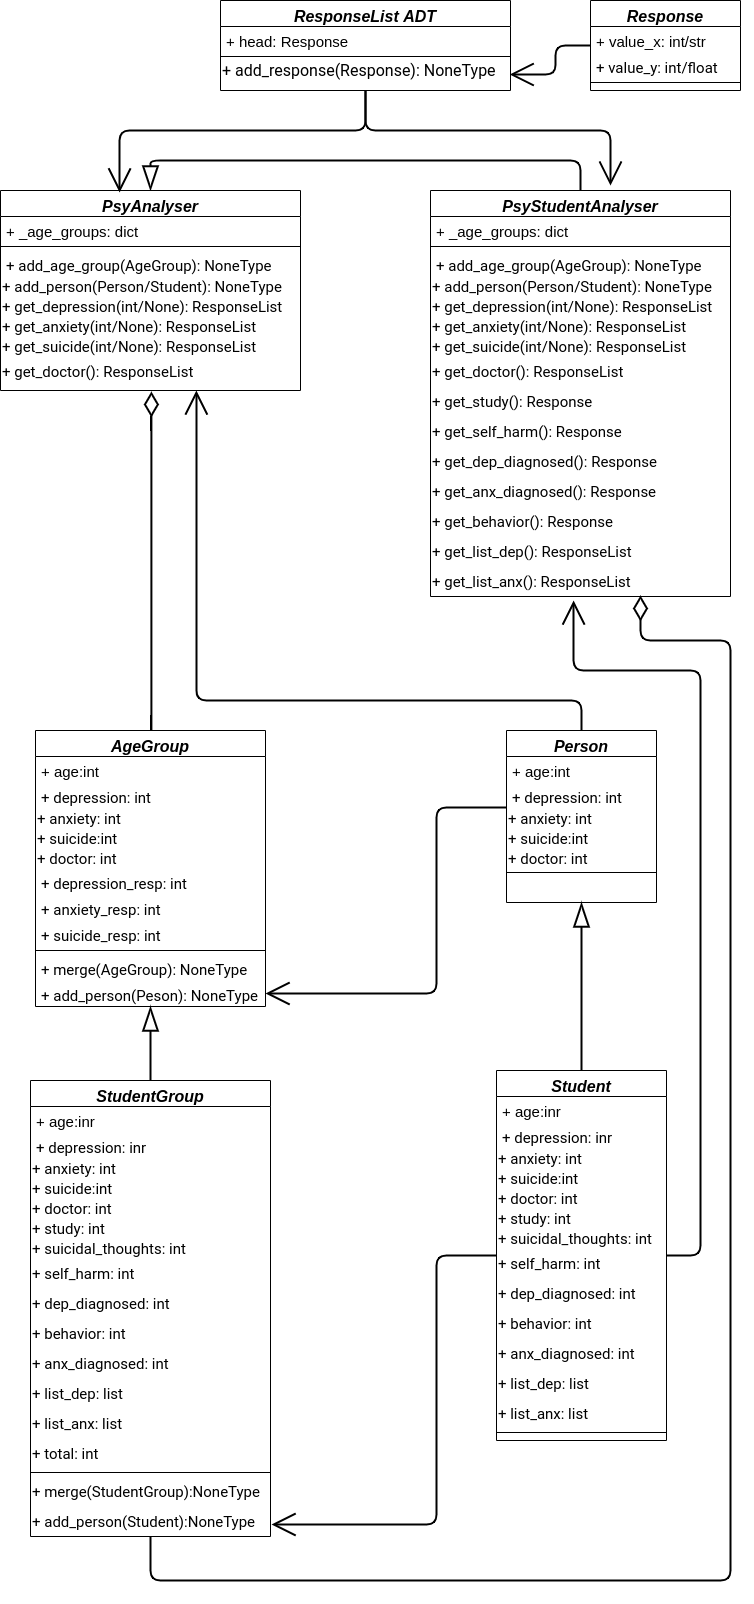 ResponseList ADT
+ head: Response
+ add_response(Response): NoneType
Response
+ value_x: int/str
+ value_y: int/float
PsyAnalyser
+ _age_groups: dict
+ add_age_group(AgeGroup): NoneType
+ add_person(Person/Student): NoneType
+ get_depression(int/None): ResponseList
+ get_anxiety(int/None): ResponseList
+ get_suicide(int/None): ResponseList
+ get_doctor(): ResponseList
PsyStudentAnalyser
+ _age_groups: dict
+ add_age_group(AgeGroup): NoneType
+ add_person(Person/Student): NoneType
+ get_depression(int/None): ResponseList
+ get_anxiety(int/None): ResponseList
+ get_suicide(int/None): ResponseList
+ get_doctor(): ResponseList
+ get_study(): Response
+ get_self_harm(): Response
+ get_dep_diagnosed(): Response
+ get_anx_diagnosed(): Response
+ get_behavior(): Response
+ get_list_dep(): ResponseList
+ get_list_anx(): ResponseList
AgeGroup
+ age:int
+ depression: int
+ anxiety: int
+ suicide:int
+ doctor: int
+ depression_resp: int
+ anxiety_resp: int
+ suicide_resp: int
+ merge(AgeGroup): NoneType
+ add_person(Peson): NoneType
Person
+ age:int
+ depression: int
+ anxiety: int
+ suicide:int
+ doctor: int
StudentGroup
+ age:inr
+ depression: inr
+ anxiety: int
+ suicide:int
+ doctor: int
+ study: int
+ suicidal_thoughts: int
+ self_harm: int
+ dep_diagnosed: int
+ behavior: int
+ anx_diagnosed: int
+ list_dep: list
+ list_anx: list
+ total: int
+ merge(StudentGroup):NoneType
+ add_person(Student):NoneType
Student
+ age:inr
+ depression: inr
+ anxiety: int
+ suicide:int
+ doctor: int
+ study: int
+ suicidal_thoughts: int
+ self_harm: int
+ dep_diagnosed: int
+ behavior: int
+ anx_diagnosed: int
+ list_dep: list
+ list_anx: list